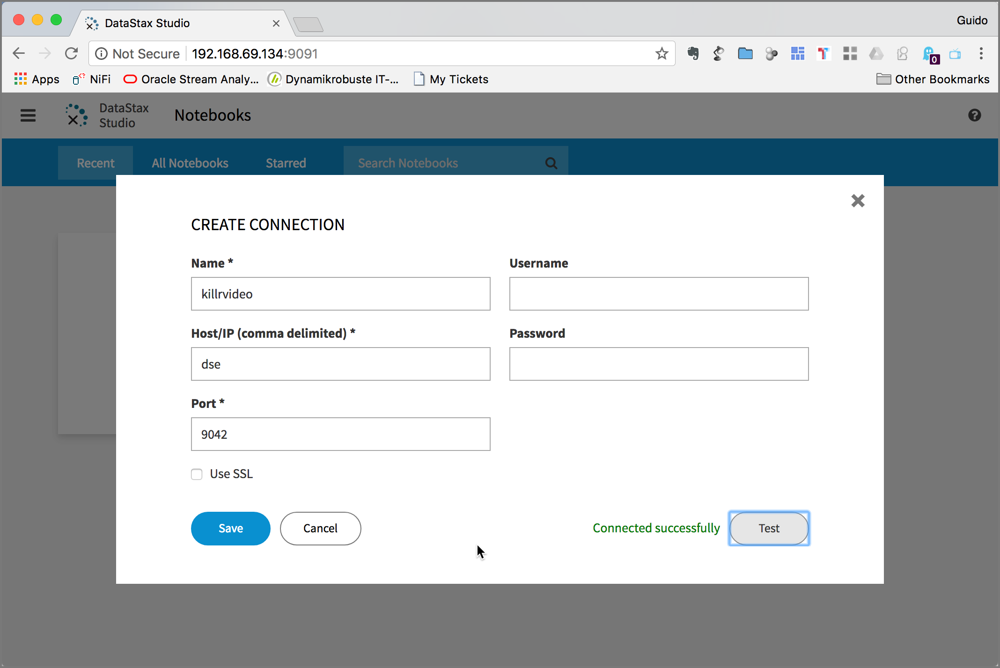 DataStax Studio
Guido
Not Secure 192.168.69.134:9091
0
Apps NiFi Oracle Stream Analy... Dynamikrobuste IT-... My Tickets Other Bookmarks
DataStax
Studio
Notebooks
Recent All Notebooks Starred Search Notebooks
CREATE CONNECTION
Name * Username
killrvideo
Host/IP (comma delimited) * Password
dse
Port *
9042
Use SSL
Save Cancel Connected successfully Test